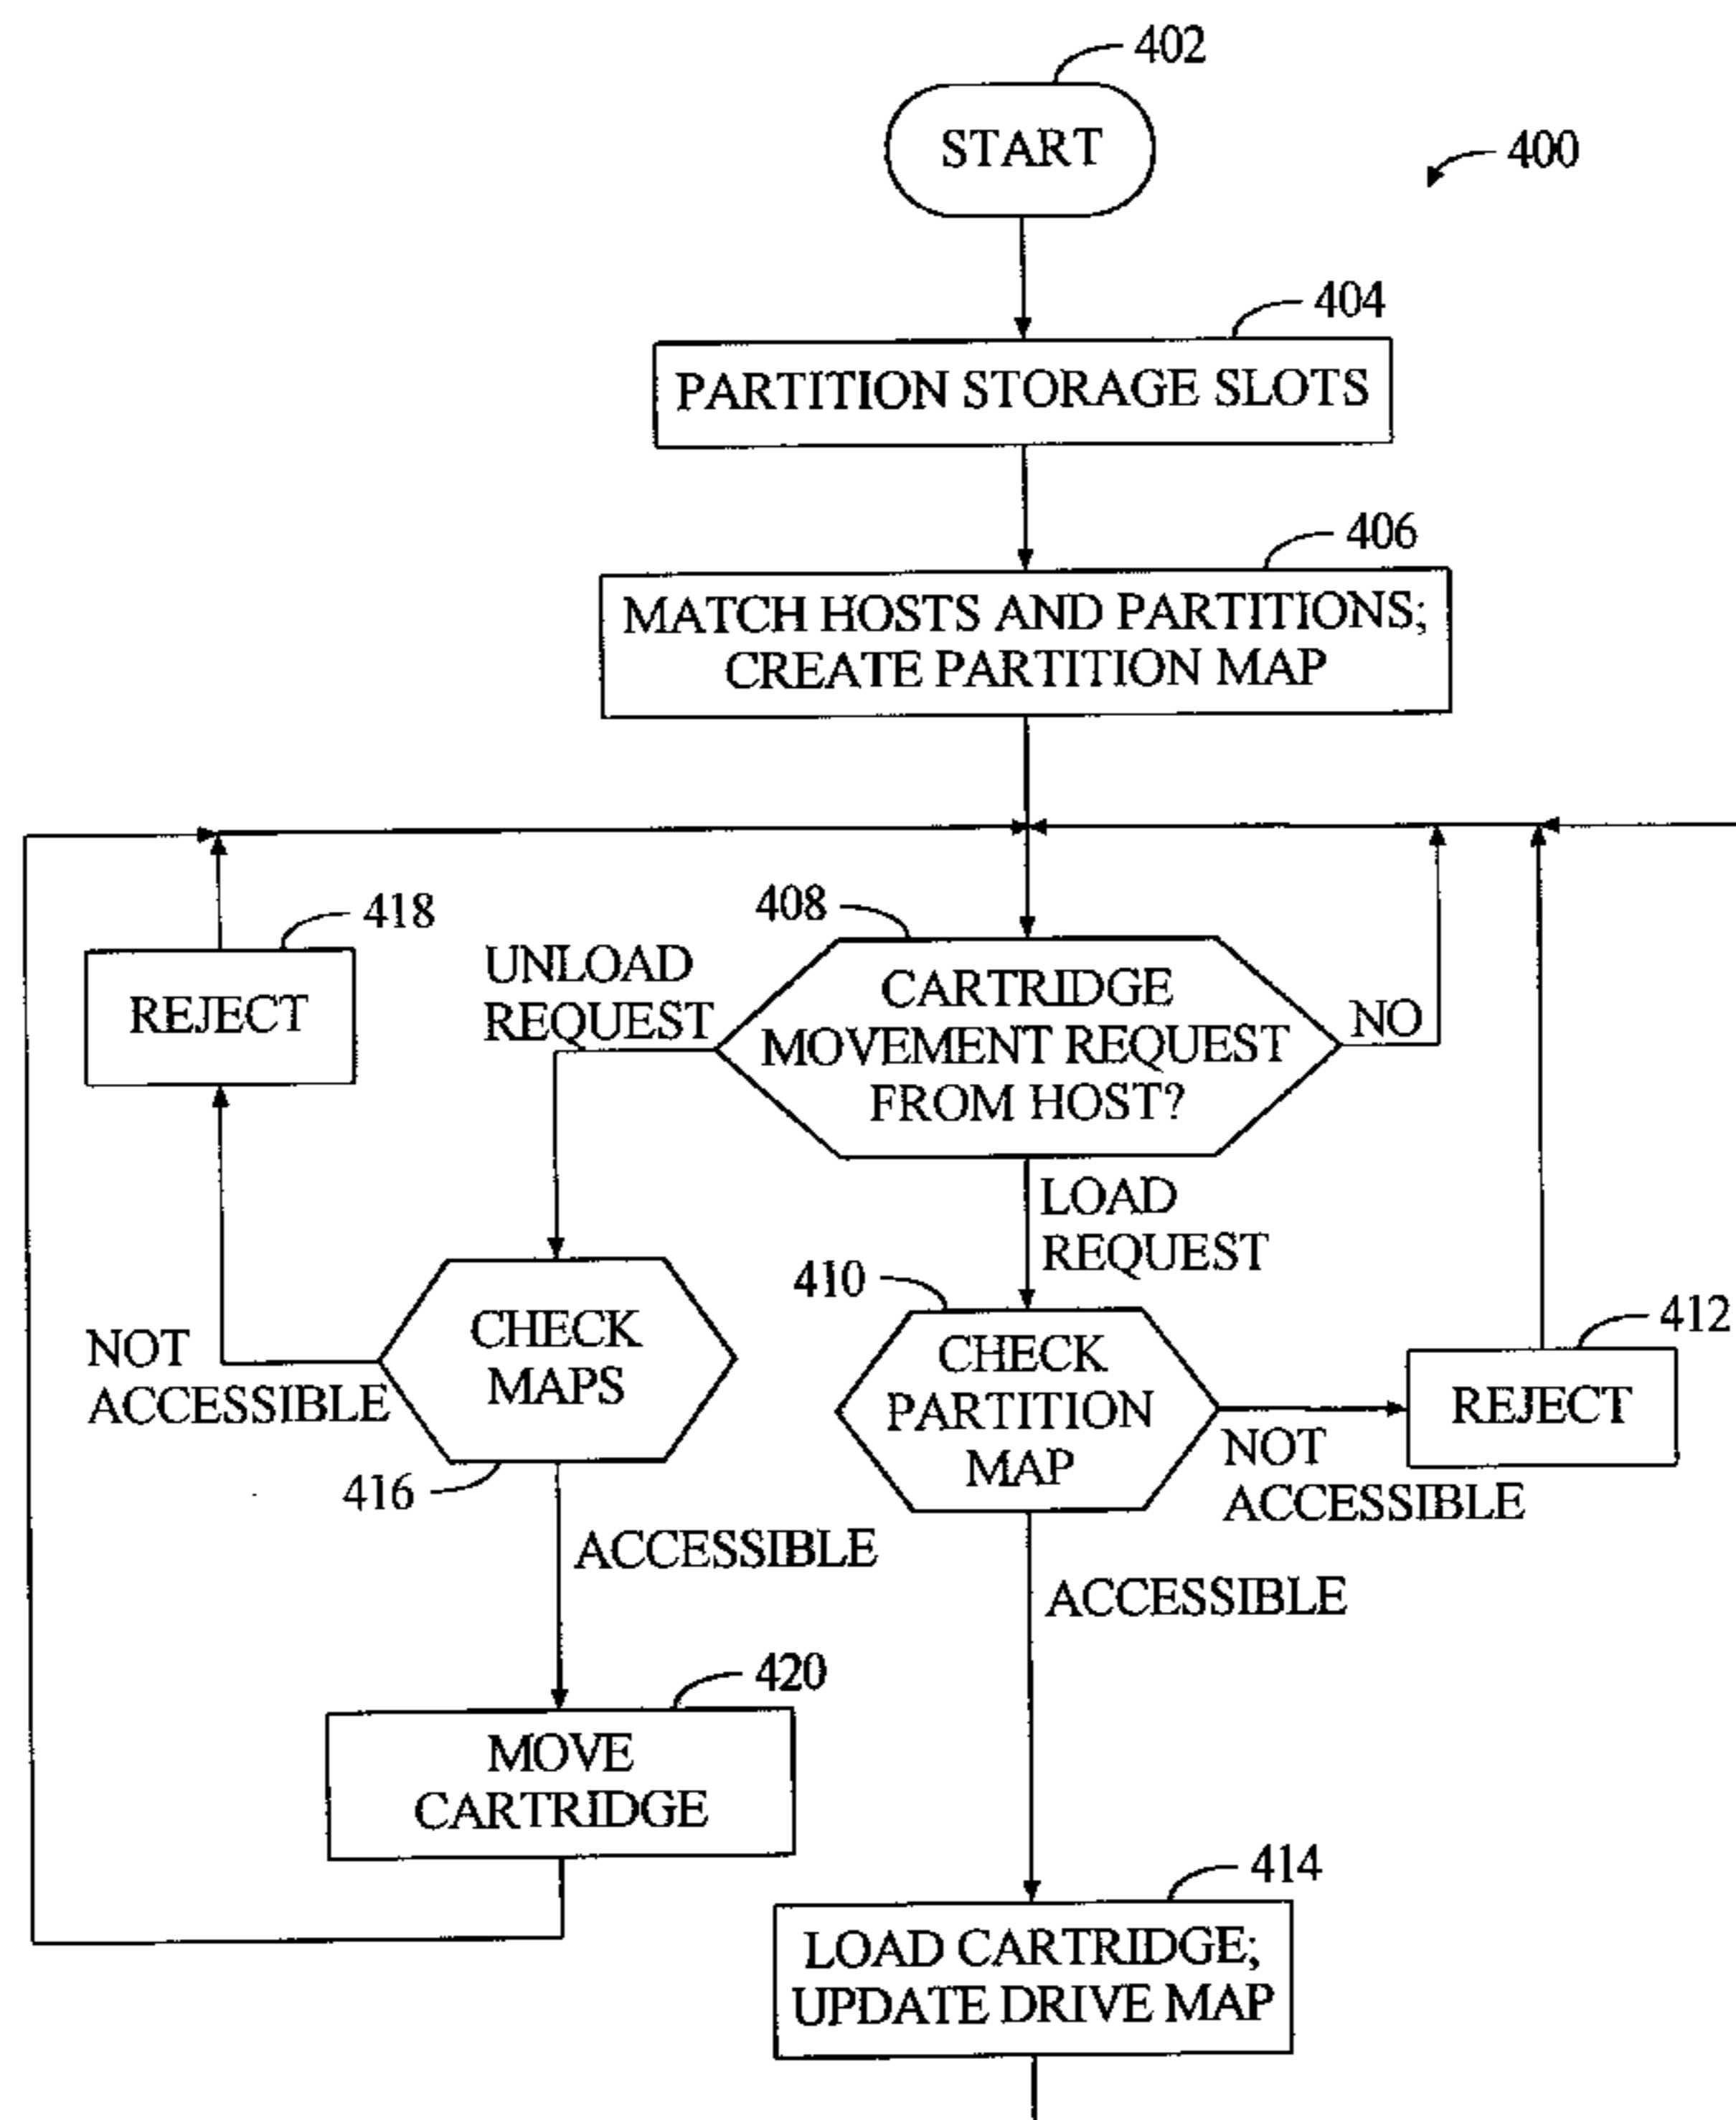 402
START
400
404
PARTITION STORAGE SLOTS
406
MATCH HOSTS AND PARTITIONS;
CREATE PARTITION MAP
408
418
UNLOAD
REQUEST
REJECT
CARTRIDGE
MOVEMENT REQUEST
FROM HOST?
NO
LOAD
REQUEST
410
412
NOT
ACCESSIBLE
CHECK
MAPS
CHECK
PARTITION
MAP
REJECT
NOT
ACCESSIBLE
416
ACCESSIBLE
ACCESSIBLE
420
MOVE
CARTRIDGE
414
LOAD CARTRIDGE;
UPDATE DRIVE MAP